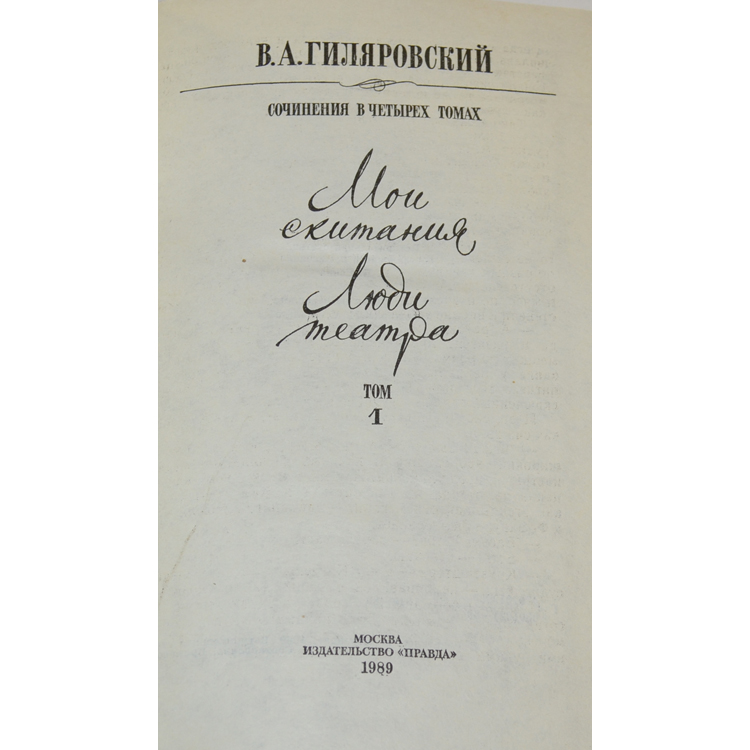 В.А.ГИЛЯРОВСКИЙ
СОЧИНЕНИЯ В ЧЕТЫРЕХ ТОМАХ
Мои
скитания
Люди
театра
ТОМ
1
МОСКВА
ИЗДАТЕЛЬСТВО «ПРАВДА»
1989